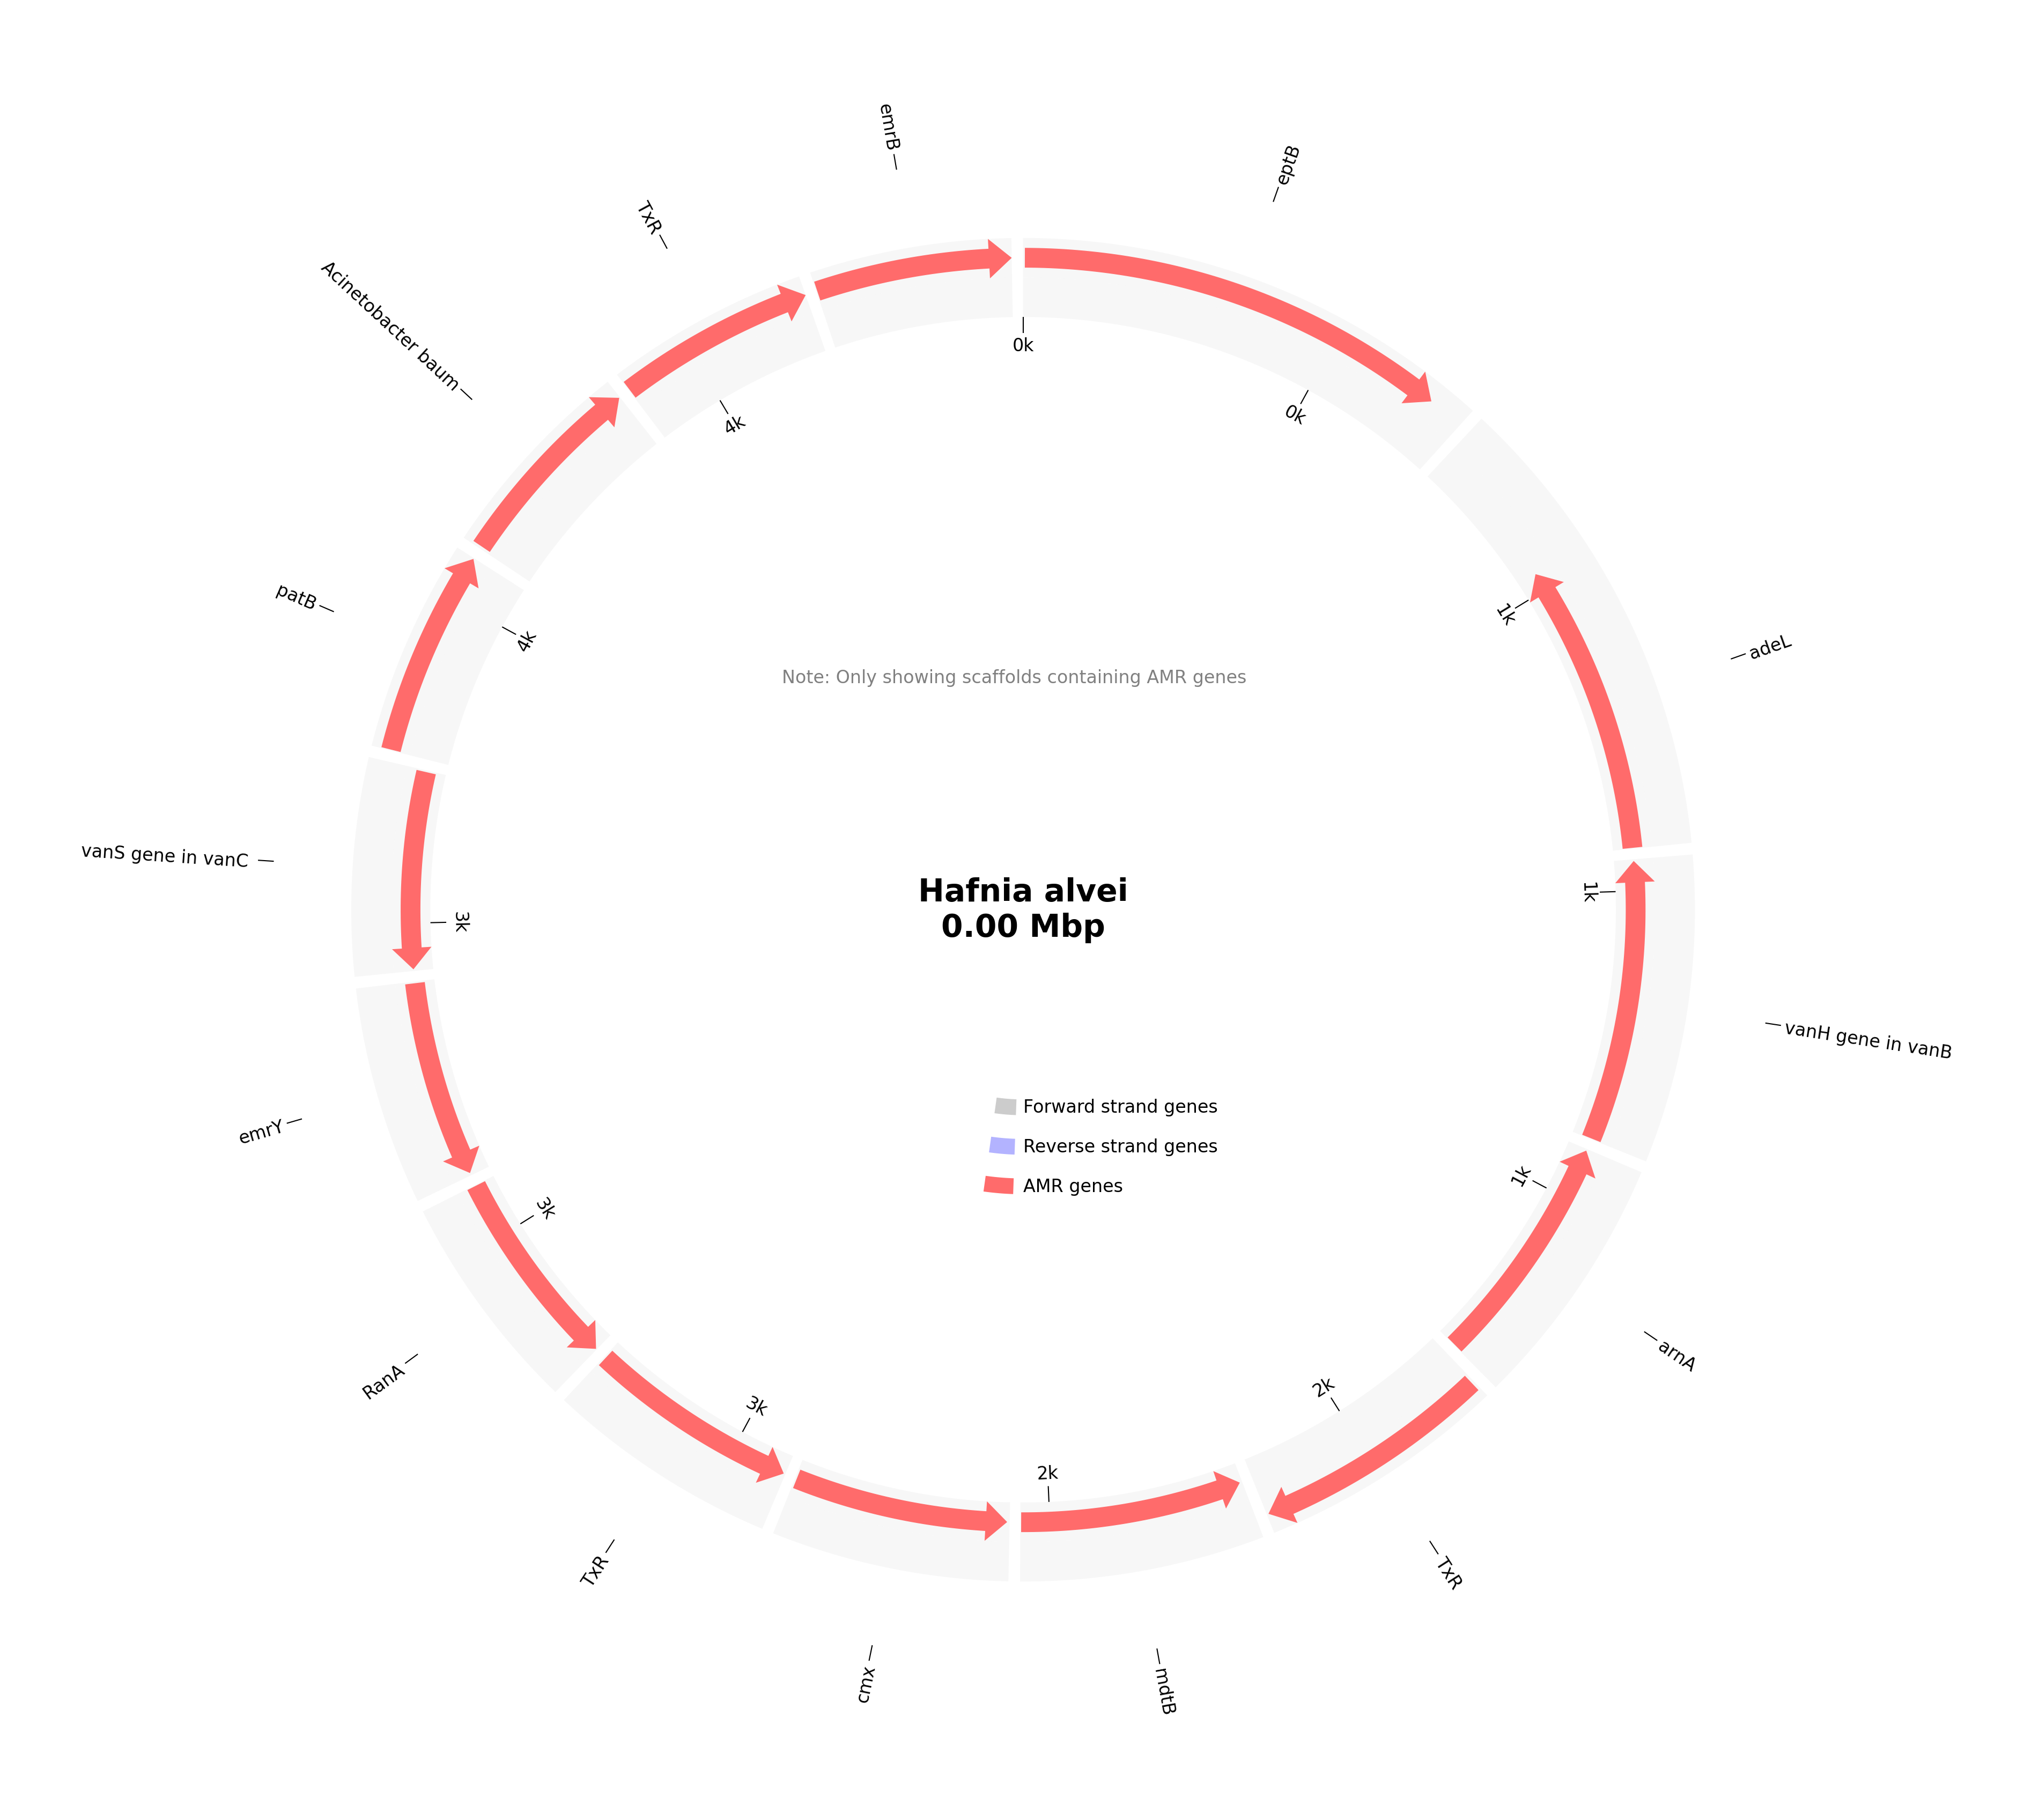 emrB
eptB
TxR
Acinetobacter baum
0k
0k
4k
patB
1k
4k
adeL
Note: Only showing scaffolds containing AMR genes
vanS gene in vanC
1k
Hafnia alvei
0.00 Mbp
3k
vanH gene in vanB
Forward strand genes
emrY
Reverse strand genes
1k
AMR genes
3k
arnA
RanA
2k
3k
2k
TxR
TxR
cmx
mdtB